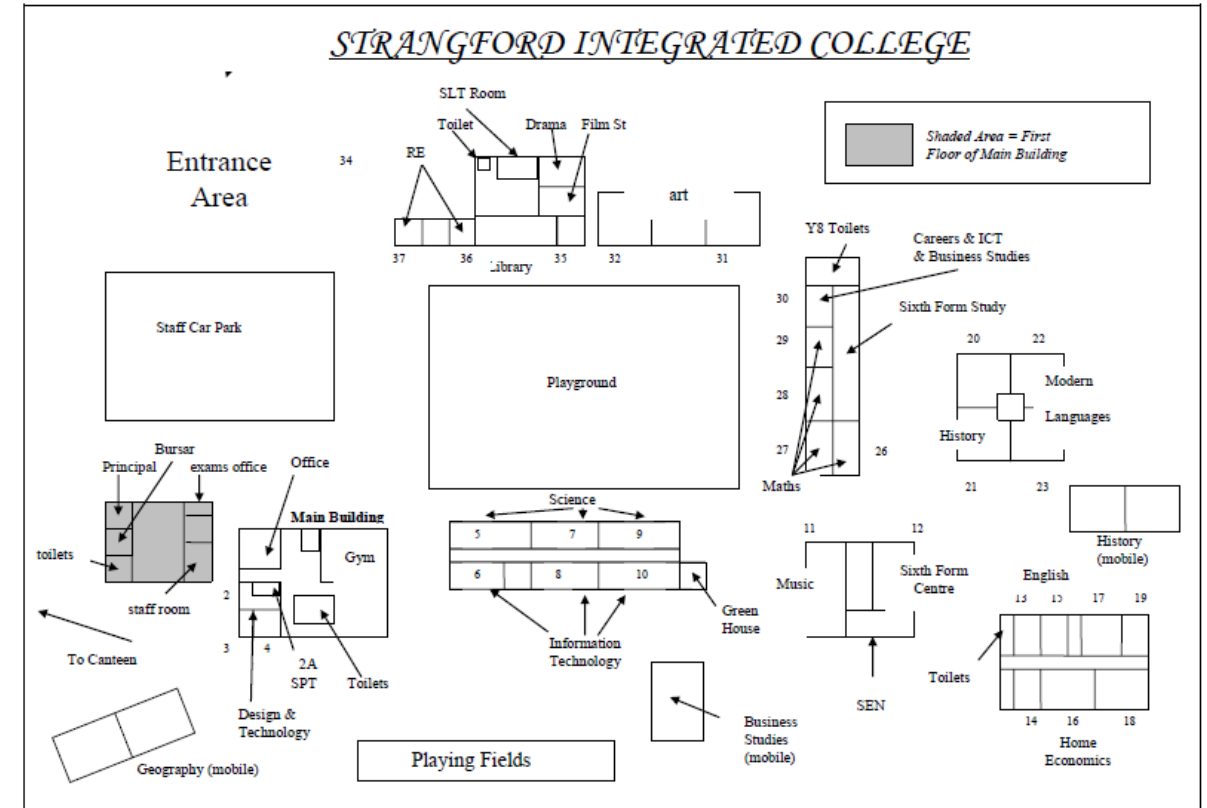 STRANGFORD INTEGRATED COLLEGE
SLT Room
Toilet
Drama
Film St
Shaded Area = First
Floor of Main Building
Entrance
Area
34
RE
art
37
36
Library
35
32
31
Y8 Toilets
Careers & ICT
& Business Studies
30
Sixth Form Study
Staff Car Park
Playground
29
28
27
26
Maths
20
22
Modern
Languages
History
21
23
Bursar
Principal
exams office
Office
Main Building
Gym
toilets
staff room
2
3
4
To Canteen
2A
SPT
Toilets
Design &
Technology
Geography (mobile)
Science
5
7
9
6
8
10
Green
House
Information
Technology
11
12
Music
Sixth Form
Centre
SEN
History
(mobile)
English
13
15
17
19
Toilets
14
16
18
Home
Economics
Business
Studies
(mobile)
Playing Fields